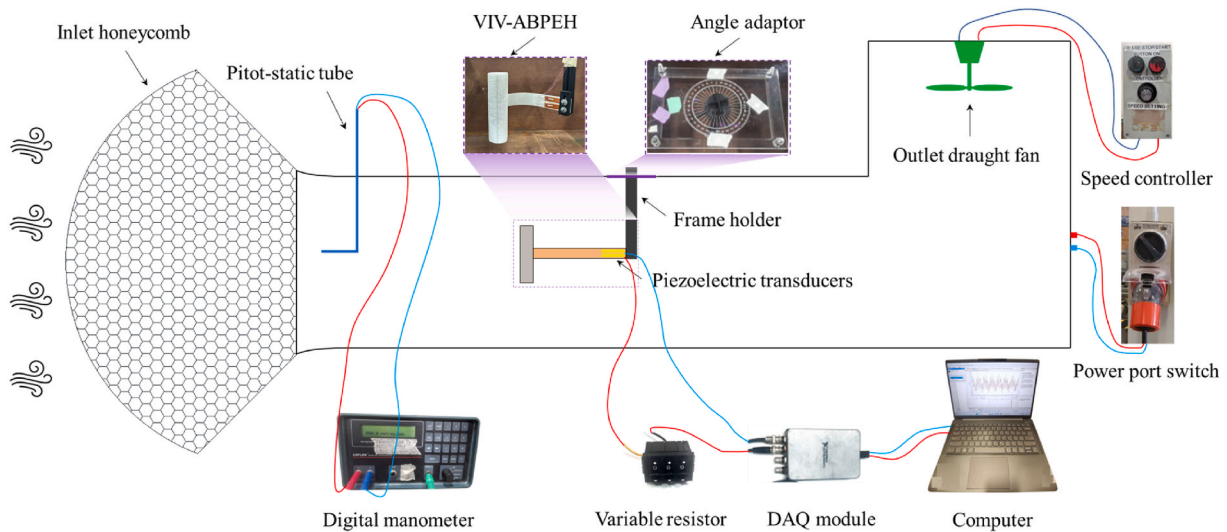 VIV-ABPEH
Angle adaptor
Inlet honeycomb
Pitot-static tube
Outlet draught fan
Speed controller
Frame holder
Piezoelectric transducers
Power port switch
Digital manometer
Variable resistor
DAQ module
Computer